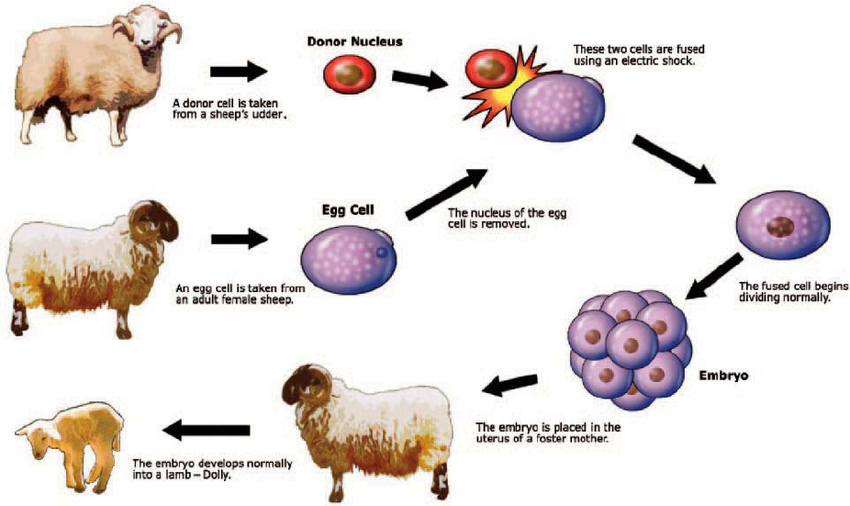 Donor Nucleus
These two cells are fused
using an electric shock.
A donor cell is taken
from a sheep's udder.
Egg Cell
The nucleus of the egg
cell is removed.
An egg cell is taken from
an adult female sheep.
The fused cell begins
dividing normally.
Embryo
The embryo is placed in the
uterus of a foster mother.
The embryo develops normally
into a lamb – Dolly.